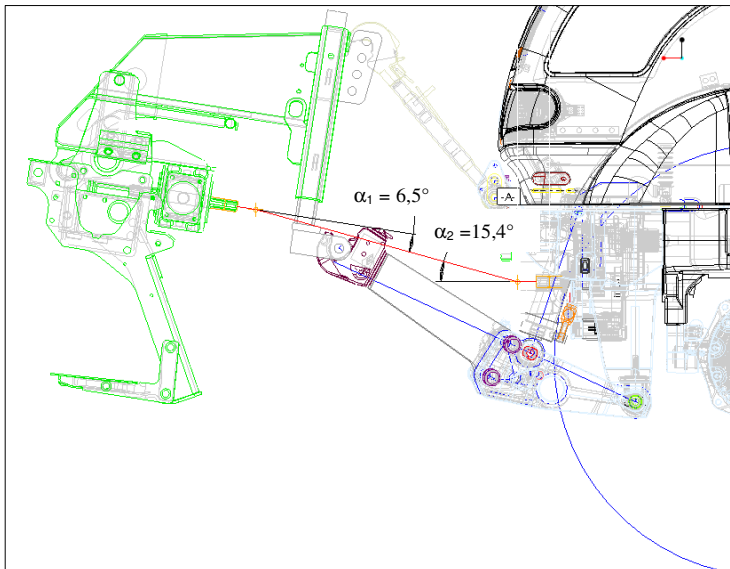 -A-
α₁ = 6,5°
α₂ = 15,4°